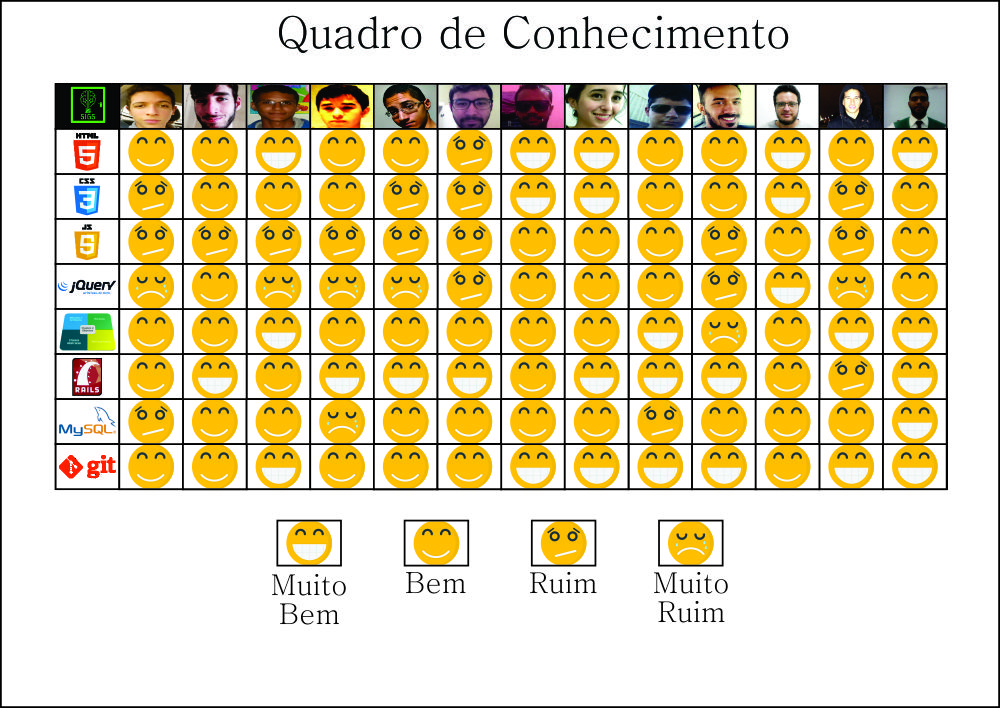 Quadro de Conhecimento
SIGS
HTML
5
CSS
3
JS
5
jQuery
RAILS
MySQL
git
Muito
Bem
Bem
Ruim
Muito
Ruim